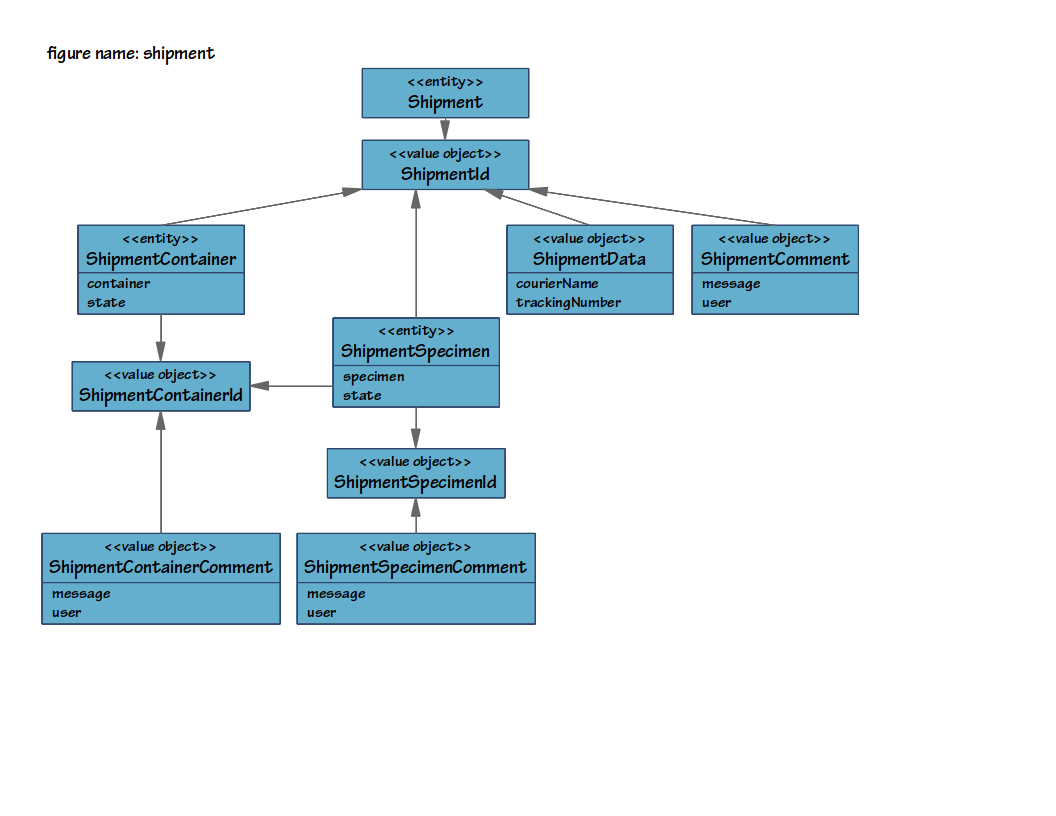 figure name: shipment
<<entity>>
Shipment
<<value object>>
ShipmentId
<<entity>>
ShipmentContainer
container
state
<<value object>>
ShipmentData
courierName
trackingNumber
<<value object>>
ShipmentComment
message
user
<<entity>>
ShipmentSpecimen
specimen
state
<<value object>>
ShipmentContainerId
<<value object>>
ShipmentSpecimenId
<<value object>>
ShipmentContainerComment
message
user
<<value object>>
ShipmentSpecimenComment
message
user